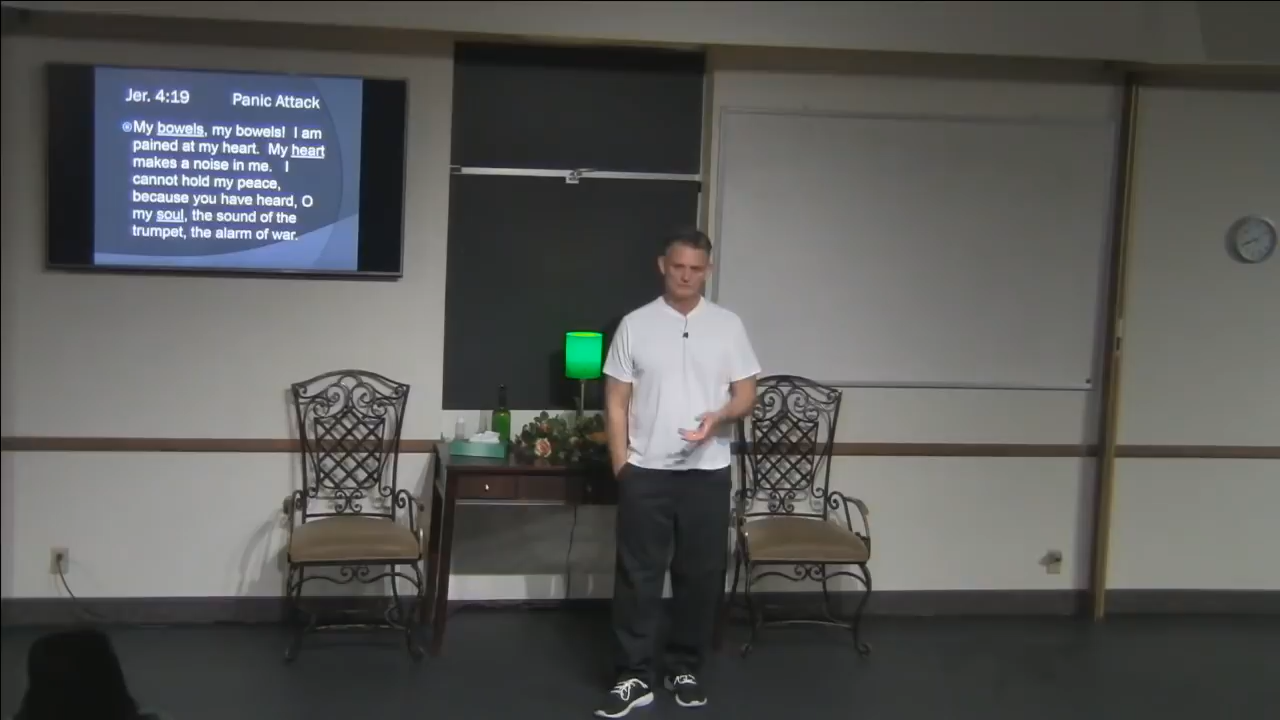 Jer. 4:19 Panic Attack
My bowels, my bowels! I am
pained at my heart. My heart
makes a noise in me. I
cannot hold my peace,
because you have heard, O
my soul, the sound of the
trumpet, the alarm of war.